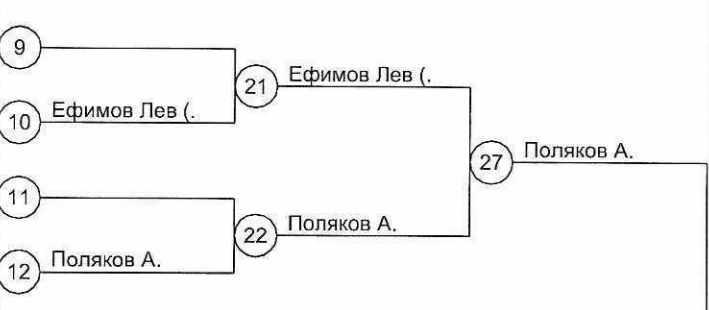 9
Ефимов Лев (.
21
Ефимов Лев (.
10
Поляков А.
27
11
Поляков А.
22
Поляков А.
12